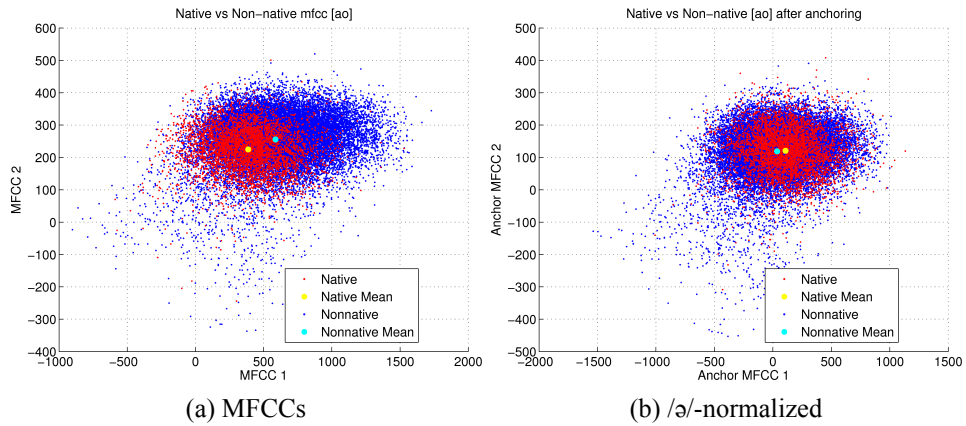 Native vs Non−native mfcc [ao]
600
500
400
300
200
100
0
−100
−200
−300
−400
MFCC 2
−1000
−500
0
500
1000
1500
2000
MFCC 1
Native
Native Mean
Nonnative
Nonnative Mean
(a) MFCCs
Native vs Non−native [ao] after anchoring
500
400
300
200
100
0
−100
−200
−300
−400
−500
Anchor MFCC 2
−2000
−1500
−1000
−500
0
500
1000
1500
Anchor MFCC 1
Native
Native Mean
Nonnative
Nonnative Mean
(b) /ə/-normalized